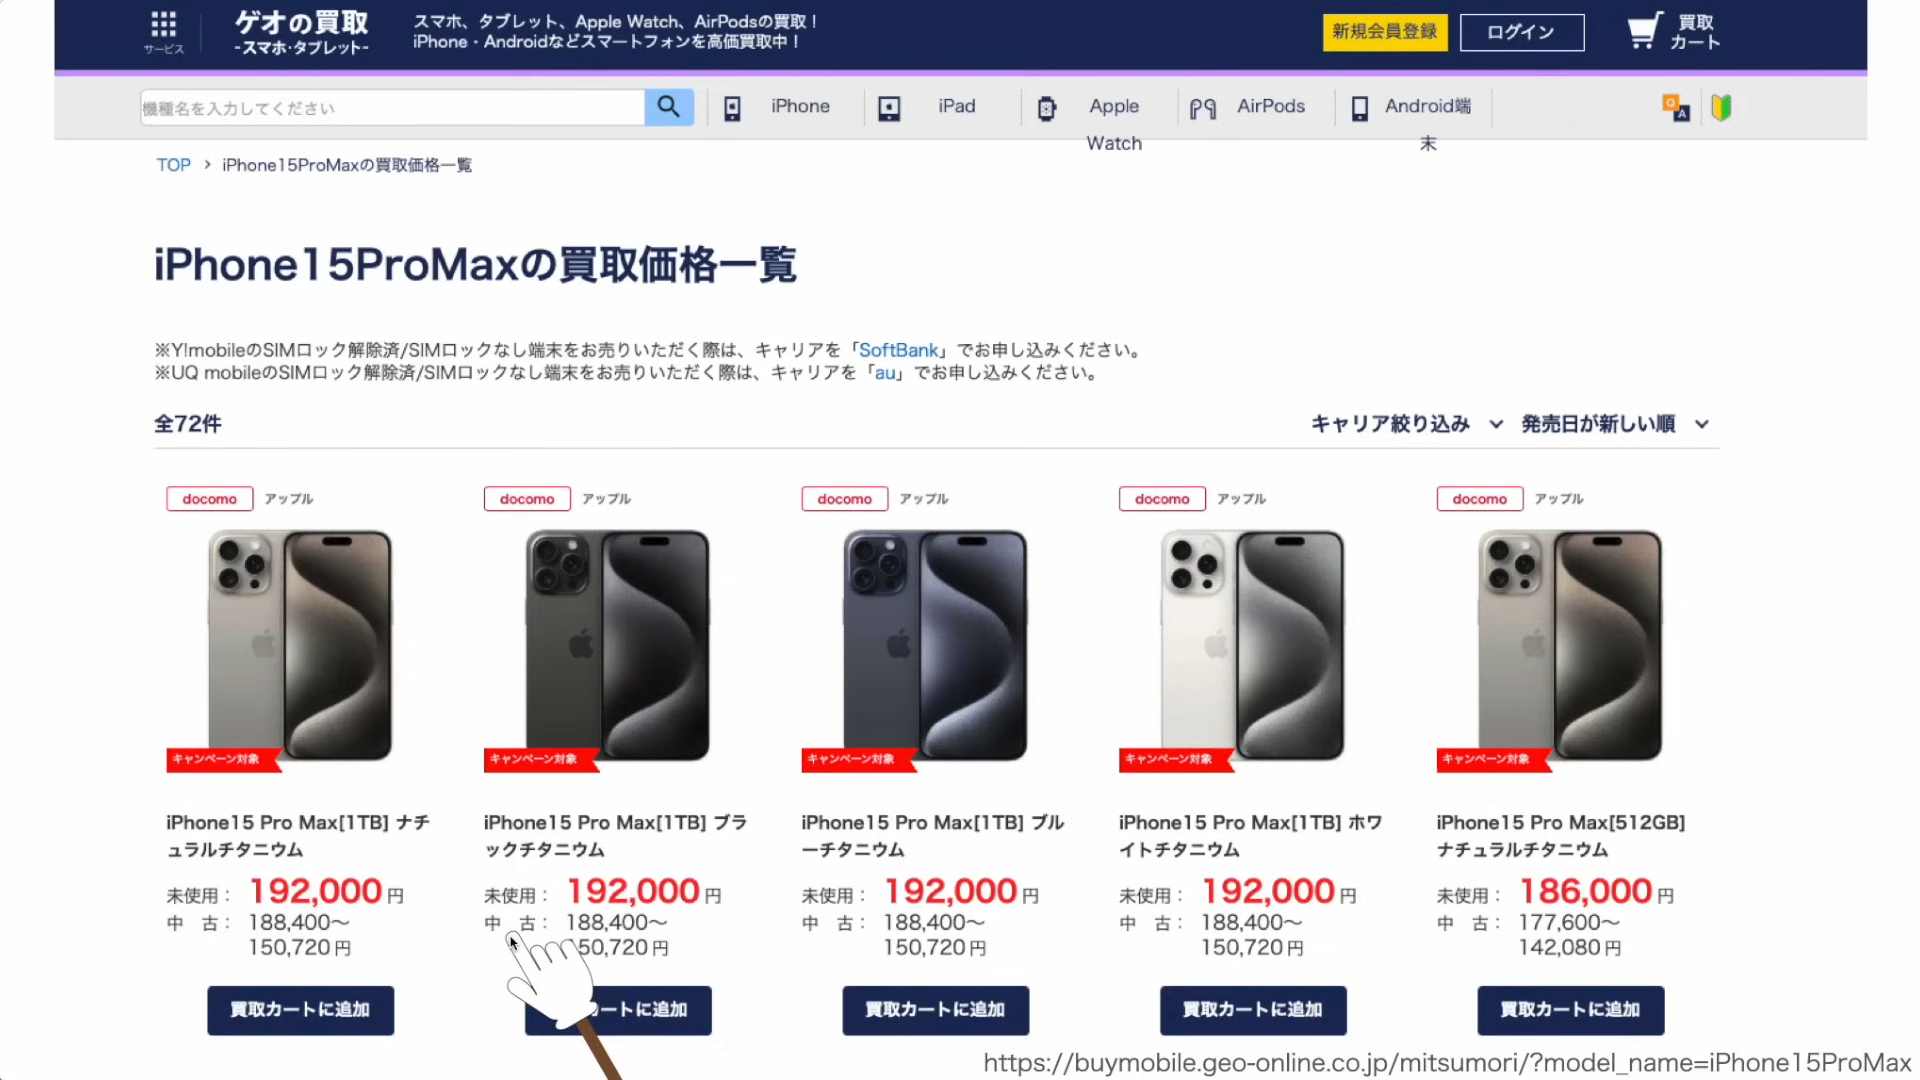 サービス
ゲオの買取
-スマホ・タブレット-
スマホ、タブレット、Apple Watch、AirPodsの買取！
iPhone・Androidなどスマートフォンを高価買取中！
新規会員登録
ログイン
買取
カート
機種名を入力してください
iPhone
iPad
Apple
Watch
AirPods
Android端
末
Q
A
TOP > iPhone15ProMaxの買取価格一覧
iPhone15ProMaxの買取価格一覧
※Y!mobileのSIMロック解除済/SIMロックなし端末をお売りいただく際は、キャリアを「SoftBank」でお申し込みください。
※UQ mobileのSIMロック解除済/SIMロックなし端末をお売りいただく際は、キャリアを「au」でお申し込みください。
全72件
キャリア絞り込み
発売日が新しい順
docomo アップル
キャンペーン対象
iPhone15 Pro Max[1TB] ナチ
ュラルチタニウム
未使用： 192,000円
中 古： 188,400〜
150,720円
買取カートに追加
docomo アップル
キャンペーン対象
iPhone15 Pro Max[1TB] ブラ
ックチタニウム
未使用： 192,000円
中 古： 188,400〜
50,720円
ートに追加
docomo アップル
キャンペーン対象
iPhone15 Pro Max[1TB] ブル
ーチタニウム
未使用： 192,000円
中 古： 188,400〜
150,720円
買取カートに追加
docomo アップル
キャンペーン対象
iPhone15 Pro Max[1TB] ホワ
イトチタニウム
未使用： 192,000円
中 古： 188,400〜
150,720円
買取カートに追加
docomo アップル
キャンペーン対象
iPhone15 Pro Max[512GB]
ナチュラルチタニウム
未使用： 186,000円
中 古： 177,600〜
142,080円
買取カートに追加
https://buymobile.geo-online.co.jp/mitsumori/?model_name=iPhone15ProMax